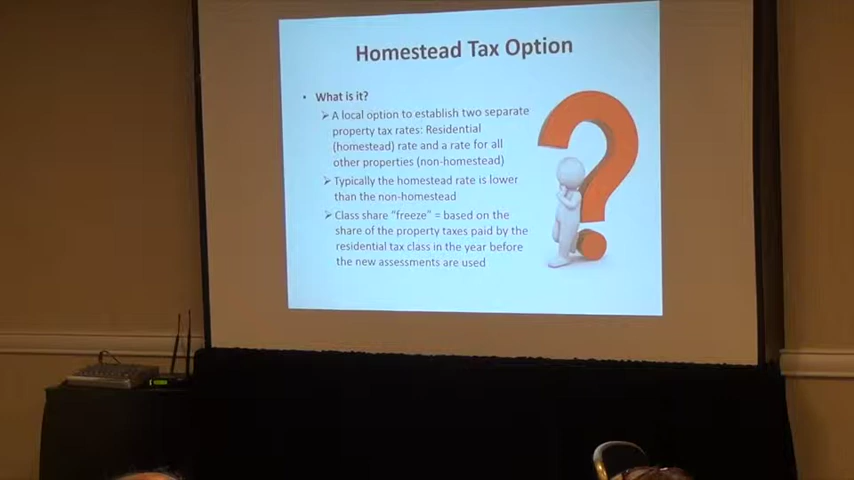 Homestead Tax Option
• What is it?
➢ A local option to establish two separate
property tax rates: Residential
(homestead) rate and a rate for all
other properties (non-homestead)
➢ Typically the homestead rate is lower
than the non-homestead
➢ Class share "freeze" = based on the
share of the property taxes paid by the
residential tax class in the year before
the new assessments are used